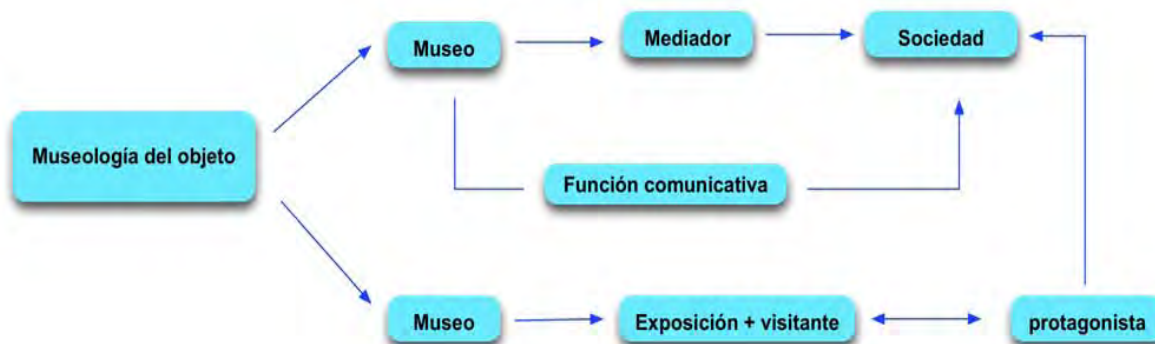 Museo
Mediador
Sociedad
Museología del objeto
Función comunicativa
Museo
Exposición + visitante
protagonista